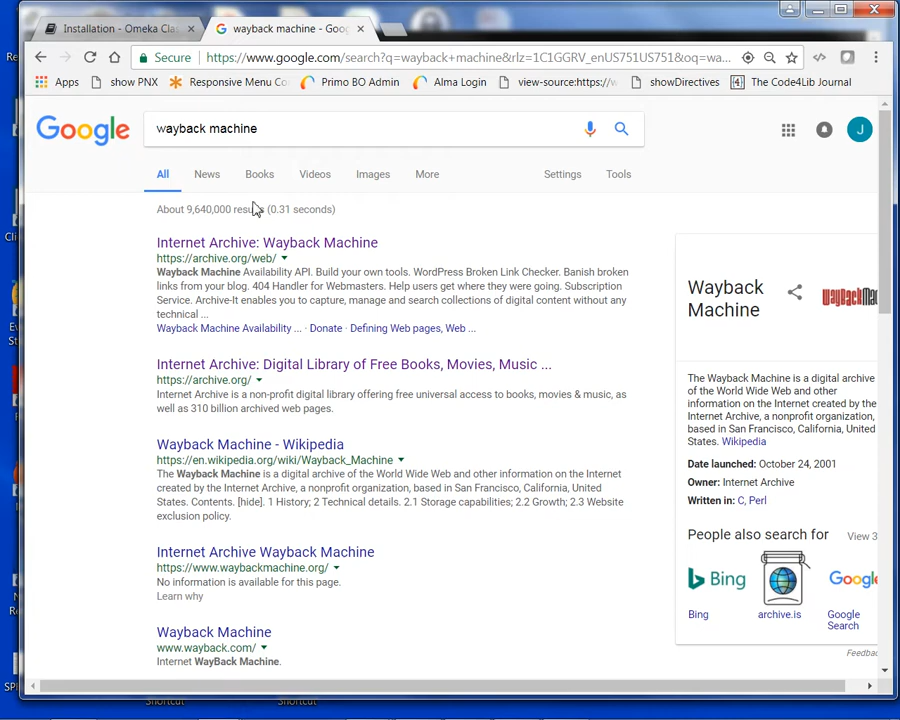 Installation - Omeka Clas
wayback machine - Goog
Secure
https://www.google.com/search?q=wayback+machine&rlz=1C1GGRV_enUS751US751&oq=wa...
Apps
show PNX
Responsive Menu Co
Primo BO Admin
Alma Login
view-source:https://w
showDirectives
The Code4Lib Journal
Google
wayback machine
J
All
News
Books
Videos
Images
More
Settings
Tools
About 9,640,000 results (0.31 seconds)
Internet Archive: Wayback Machine
https://archive.org/web/
Wayback Machine Availability API. Build your own tools. WordPress Broken Link Checker. Banish broken
links from your blog. 404 Handler for Webmasters. Help users get where they were going. Subscription
Service. Archive-It enables you to capture, manage and search collections of digital content without any
technical ...
Wayback Machine Availability ... · Donate · Defining Web pages, Web ...
Internet Archive: Digital Library of Free Books, Movies, Music ...
https://archive.org/
Internet Archive is a non-profit digital library offering free universal access to books, movies & music, as
well as 310 billion archived web pages.
Wayback Machine - Wikipedia
https://en.wikipedia.org/wiki/Wayback_Machine
The Wayback Machine is a digital archive of the World Wide Web and other information on the Internet
created by the Internet Archive, a nonprofit organization, based in San Francisco, California, United
States. Contents. [hide]. 1 History; 2 Technical details. 2.1 Storage capabilities; 2.2 Growth; 2.3 Website
exclusion policy.
Internet Archive Wayback Machine
https://www.waybackmachine.org/
No information is available for this page.
Learn why
Wayback Machine
www.wayback.com/
Internet WayBack Machine.
Wayback
Machine
The Wayback Machine is a digital archive
of the World Wide Web and other
information on the Internet created by the
Internet Archive, a nonprofit organization,
based in San Francisco, California, United
States. Wikipedia
Date launched: October 24, 2001
Owner: Internet Archive
Written in: C, Perl
People also search for
View 3
Bing
Google
Bing
archive.is
Google
Search
Feedbac
Shortcut
Shortcut